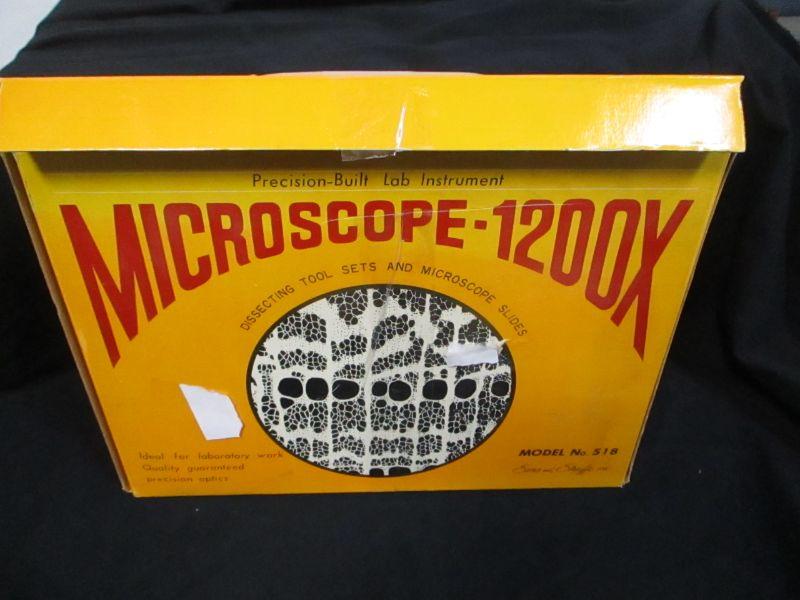 Precision-Built Lab Instrument
MICROSCOPE-1200X
DISSECTING TOOL SETS AND MICROSCOPE SLIDES
Ideal for laboratory work
Quality guaranteed
precision optics
MODEL No. 518